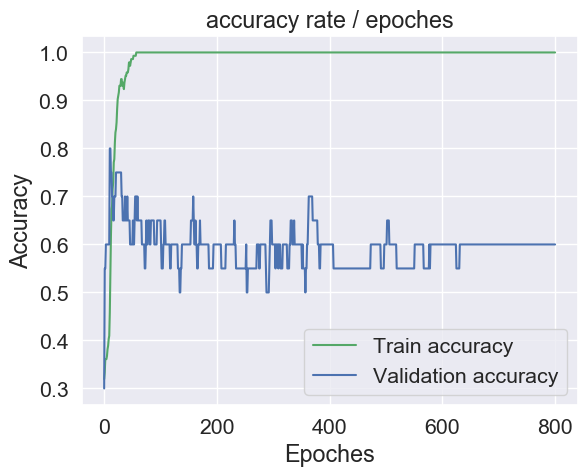 accuracy rate / epoches
1.0
0.9
0.8
0.7
0.6
0.5
0.4
0.3
Accuracy
Train accuracy
Validation accuracy
0 200 400 600 800
Epoches